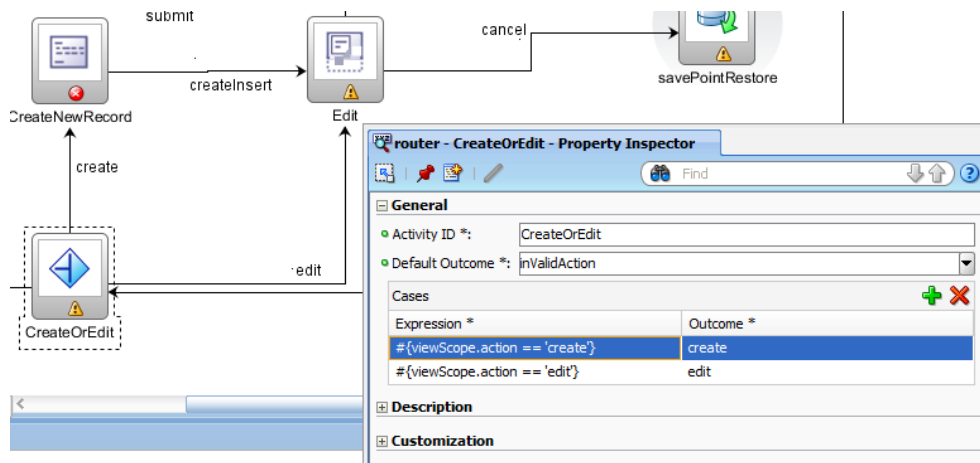 submit
cancel
createInsert
savePointRestore
CreateNewRecord
Edit
create
router - CreateOrEdit - Property Inspector
Find
General
Activity ID *:
CreateOrEdit
edit
Default Outcome *:
inValidAction
Cases
Expression *
Outcome *
CreateOrEdit
#{viewScope.action == 'create'}
create
#{viewScope.action == 'edit'}
edit
Description
Customization